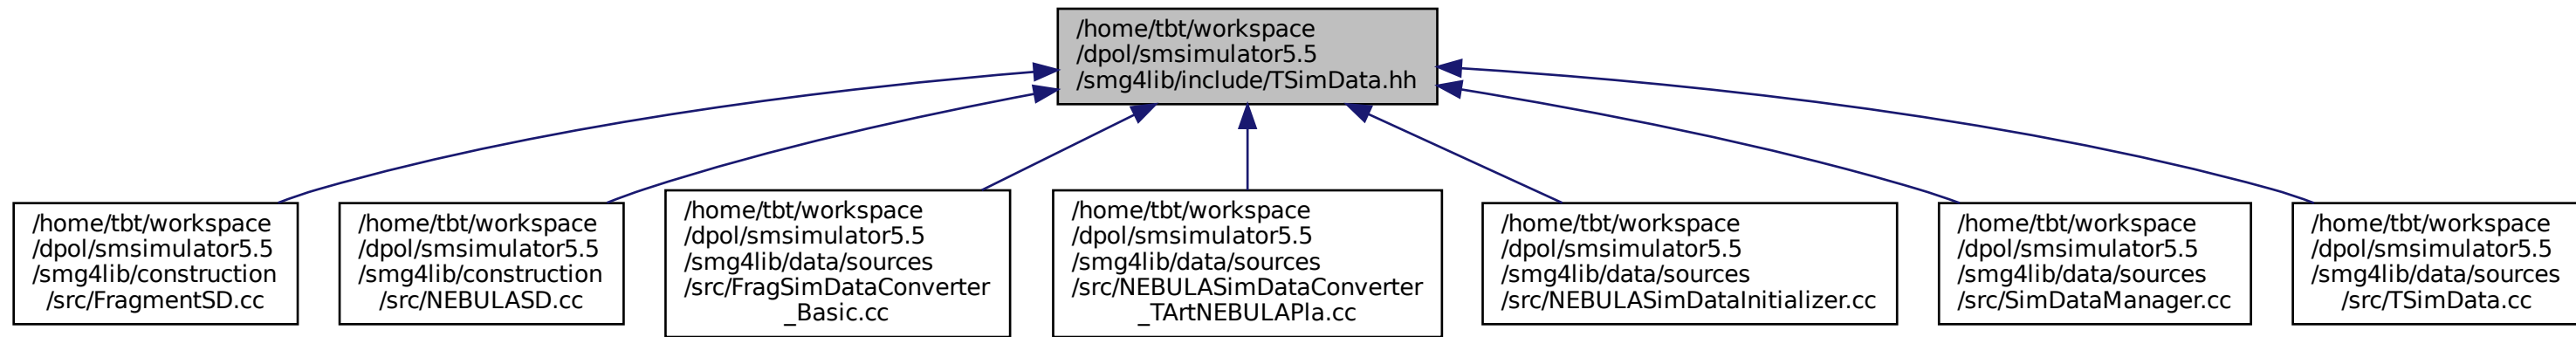 /home/tbt/workspace
/dpol/smsimulator5.5
/smg4lib/include/TSimData.hh
/home/tbt/workspace
/dpol/smsimulator5.5
/smg4lib/construction
/src/FragmentSD.cc
/home/tbt/workspace
/dpol/smsimulator5.5
/smg4lib/construction
/src/NEBULASD.cc
/home/tbt/workspace
/dpol/smsimulator5.5
/smg4lib/data/sources
/src/FragSimDataConverter
_Basic.cc
/home/tbt/workspace
/dpol/smsimulator5.5
/smg4lib/data/sources
/src/NEBULASimDataConverter
_TArtNEBULAPla.cc
/home/tbt/workspace
/dpol/smsimulator5.5
/smg4lib/data/sources
/src/NEBULASimDataInitializer.cc
/home/tbt/workspace
/dpol/smsimulator5.5
/smg4lib/data/sources
/src/SimDataManager.cc
/home/tbt/workspace
/dpol/smsimulator5.5
/smg4lib/data/sources
/src/TSimData.cc